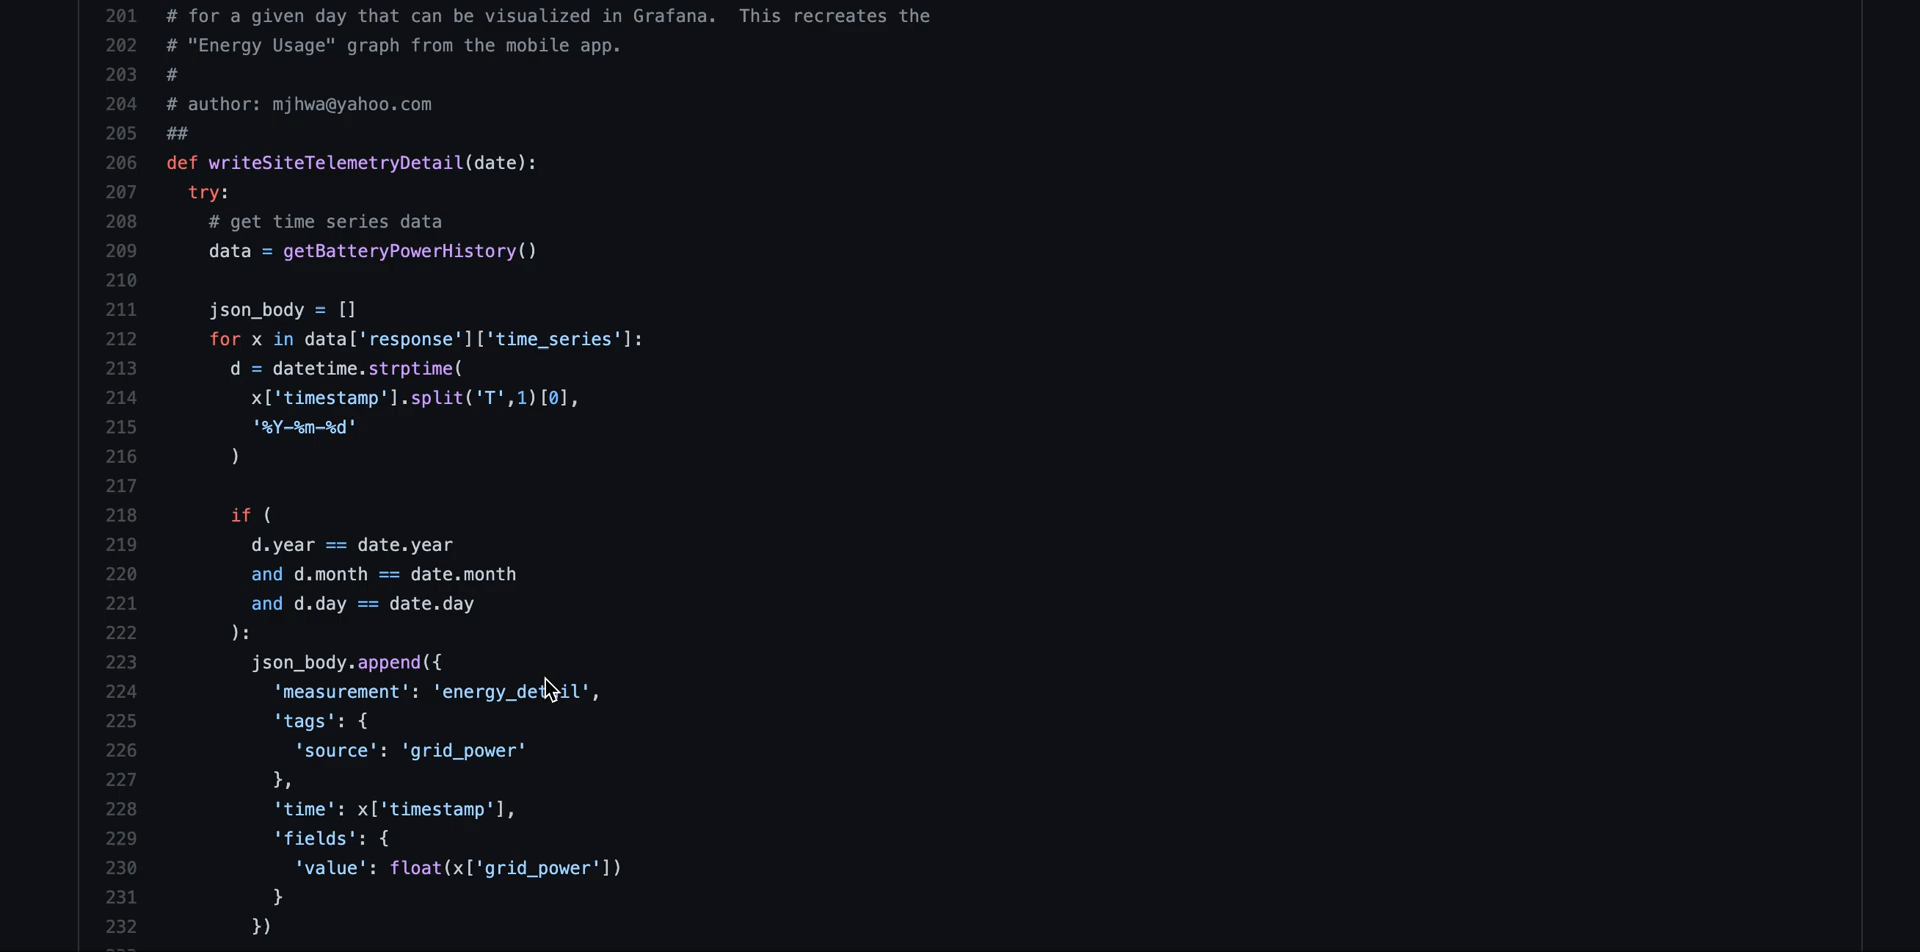 201 # for a given day that can be visualized in Grafana.  This recreates the
202 # "Energy Usage" graph from the mobile app.
203 #
204 # author: mjhwa@yahoo.com
205 ##
206 def writeSiteTelemetryDetail(date):
207   try:
208     # get time series data
209     data = getBatteryPowerHistory()
210
211     json_body = []
212     for x in data['response']['time_series']:
213       d = datetime.strptime(
214         x['timestamp'].split('T',1)[0],
215         '%Y-%m-%d'
216       )
217
218       if (
219         d.year == date.year
220         and d.month == date.month
221         and d.day == date.day
222       ):
223         json_body.append({
224           'measurement': 'energy_detail',
225           'tags': {
226             'source': 'grid_power'
227           },
228           'time': x['timestamp'],
229           'fields': {
230             'value': float(x['grid_power'])
231           }
232         })